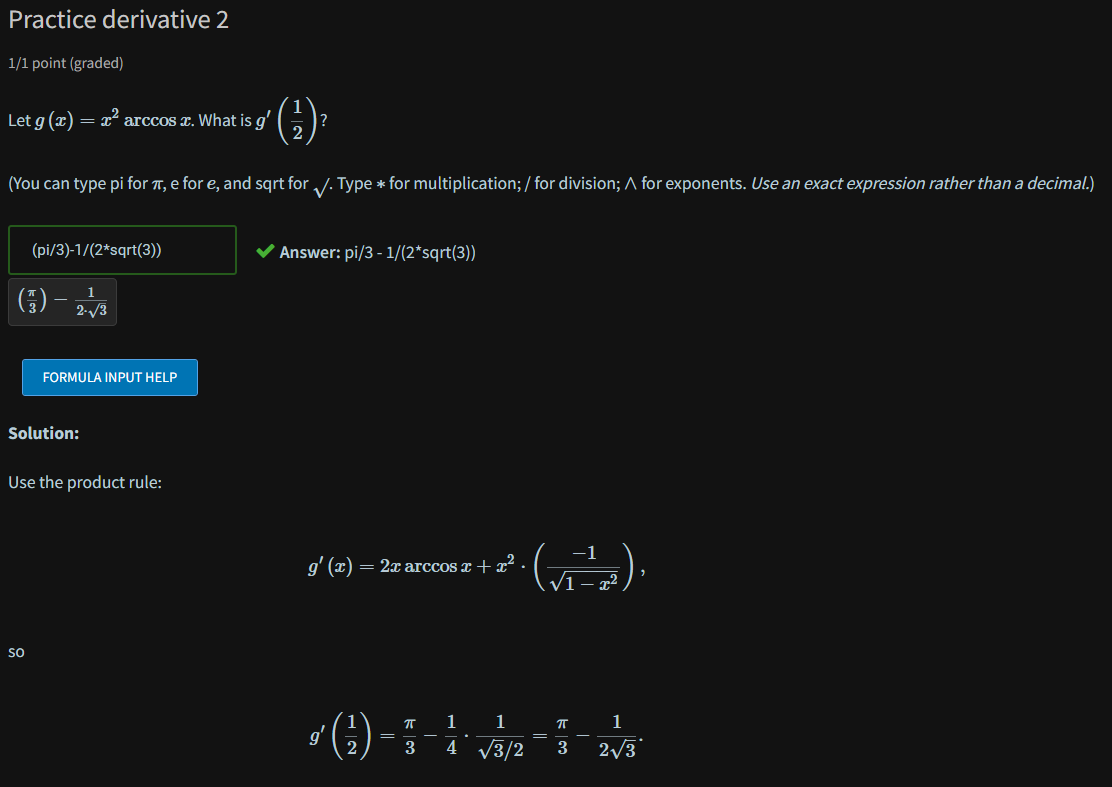 Practice derivative 2
1/1 point (graded)
Let g (x) = x² arccos x. What is g′ (1/2)?
(You can type pi for π, e for e, and sqrt for √. Type * for multiplication; / for division; ∧ for exponents. Use an exact expression rather than a decimal.)
(pi/3)-1/(2*sqrt(3))
Answer: pi/3 - 1/(2*sqrt(3))
(π/3) − 1/(2·√3)
FORMULA INPUT HELP
Solution:
Use the product rule:
g′ (x) = 2x arccos x + x² · (−1/√(1 − x²)),
so
g′ (1/2) = π/3 − 1/4 · 1/(√3/2) = π/3 − 1/(2√3).